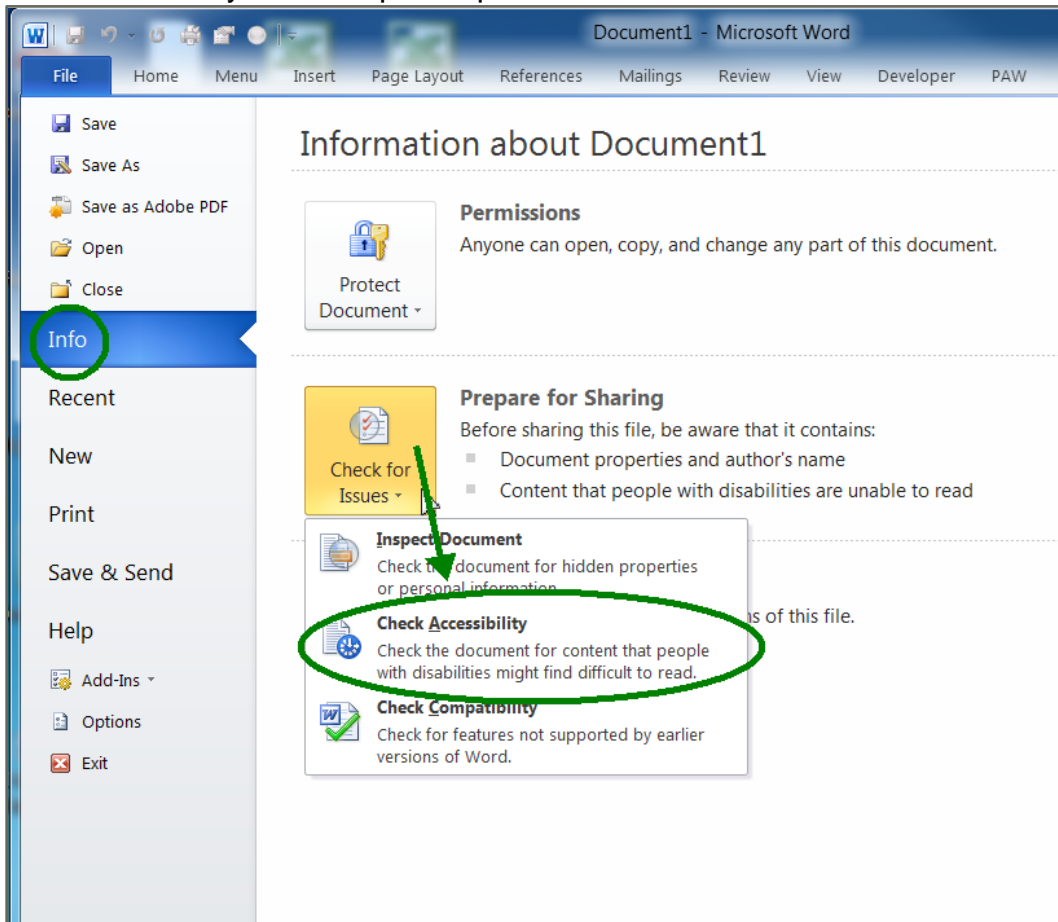 Document1 - Microsoft Word
File Home Menu Insert Page Layout References Mailings Review View Developer PAW
Save
Save As
Save as Adobe PDF
Open
Close
Info
Recent
New
Print
Save & Send
Help
Add-Ins
Options
Exit
Information about Document1
Protect
Document
Permissions
Anyone can open, copy, and change any part of this document.
Check for
Issues
Prepare for Sharing
Before sharing this file, be aware that it contains:
Document properties and author's name
Content that people with disabilities are unable to read
Inspect Document
Check the document for hidden properties
or personal information.
of this file.
Check Accessibility
Check the document for content that people
with disabilities might find difficult to read.
Check Compatibility
Check for features not supported by earlier
versions of Word.